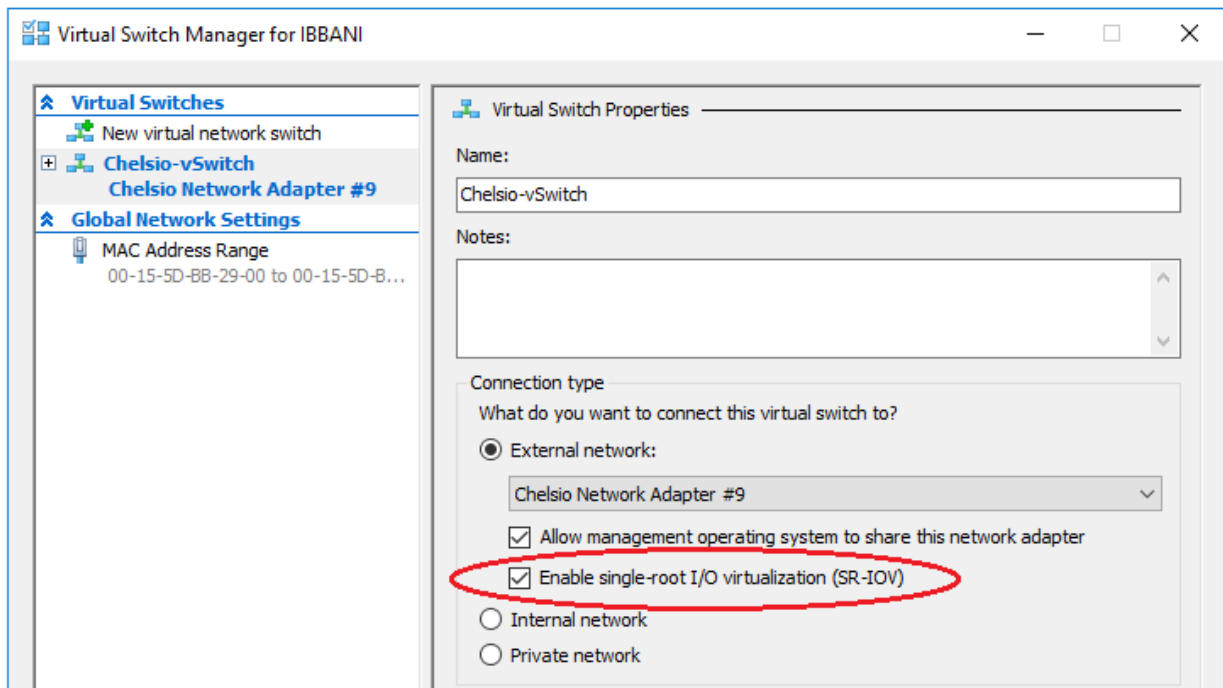 Virtual Switch Manager for IBBANI
Virtual Switches
New virtual network switch
Chelsio-vSwitch
Chelsio Network Adapter #9
Global Network Settings
MAC Address Range
00-15-5D-BB-29-00 to 00-15-5D-B...
Virtual Switch Properties
Name:
Chelsio-vSwitch
Notes:
Connection type
What do you want to connect this virtual switch to?
External network:
Chelsio Network Adapter #9
Allow management operating system to share this network adapter
Enable single-root I/O virtualization (SR-IOV)
Internal network
Private network